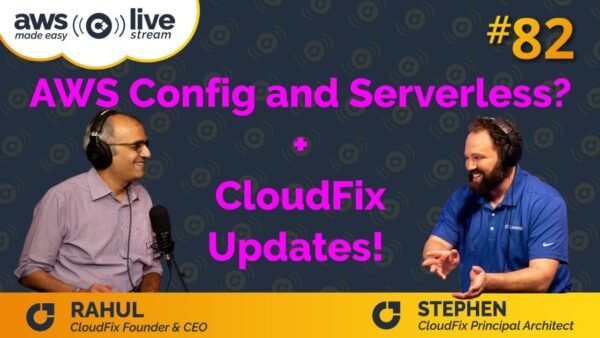 aws live
made easy stream
#82
AWS Config and Serverless?
+
CloudFix
Updates!
RAHUL
CloudFix Founder & CEO
STEPHEN
CloudFix Principal Architect